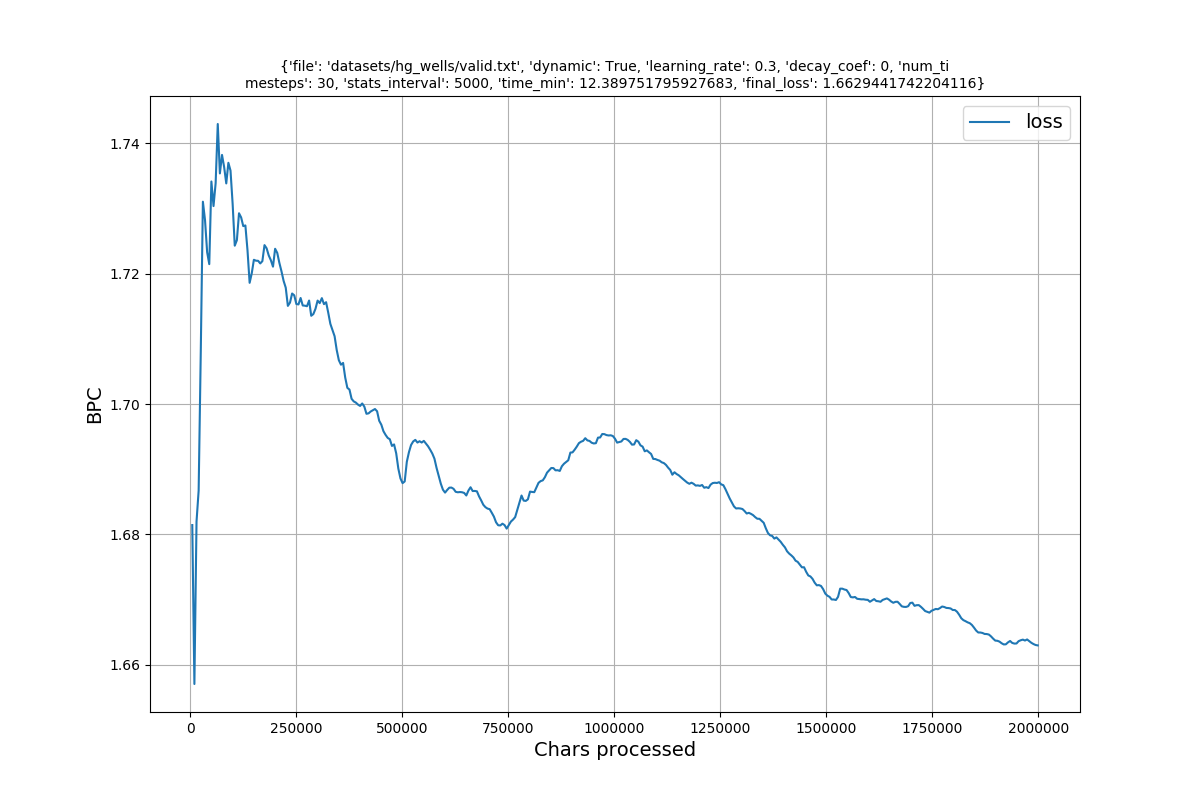 {'file': 'datasets/hg_wells/valid.txt', 'dynamic': True, 'learning_rate': 0.3, 'decay_coef': 0, 'num_ti
mesteps': 30, 'stats_interval': 5000, 'time_min': 12.389751795927683, 'final_loss': 1.6629441742204116}
loss
1.74
1.72
1.70
1.68
1.66
BPC
0 250000 500000 750000 1000000 1250000 1500000 1750000 2000000
Chars processed